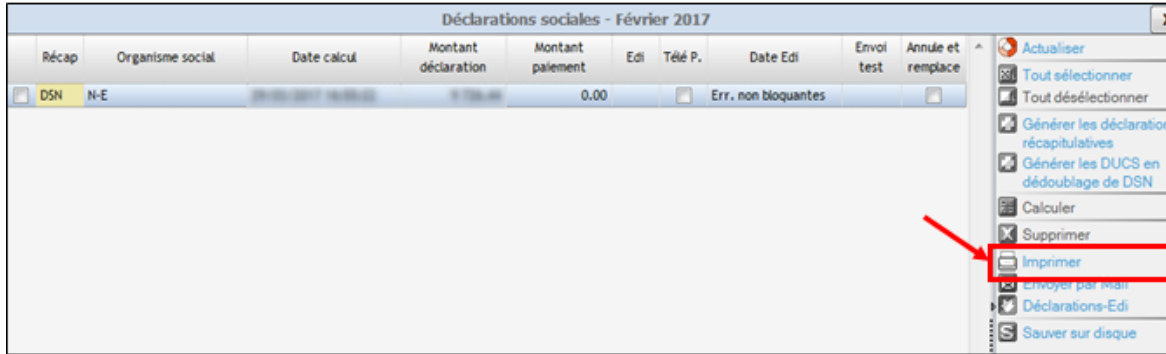 Déclarations sociales - Février 2017
Récap Organisme social Date calcul Montant déclaration Montant paiement Edi Télé P. Date Edi Envoi test Annule et remplace
DSN N-E 0.00 Err. non bloquantes
Actualiser
Tout sélectionner
Tout désélectionner
Générer les déclaration
récapitulatives
Générer les DUCS en
dédoublage de DSN
Calculer
Supprimer
Imprimer
Envoyer par Mail
Déclarations-Edi
Sauver sur disque